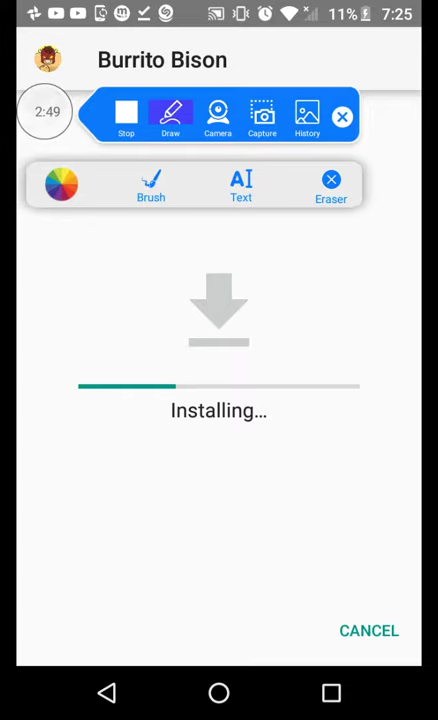 11% 7:25
Burrito Bison
2:49
Stop Draw Camera Capture History
Brush Text Eraser
Installing...
CANCEL